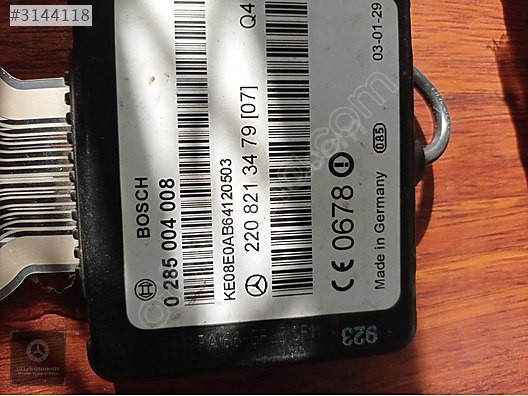 #3144118
BOSCH
0 285 004 008
KE08E0AB64120503
220 821 34 79 [07]
Q4
CE 0678
Made in Germany 085
03-01-29
923